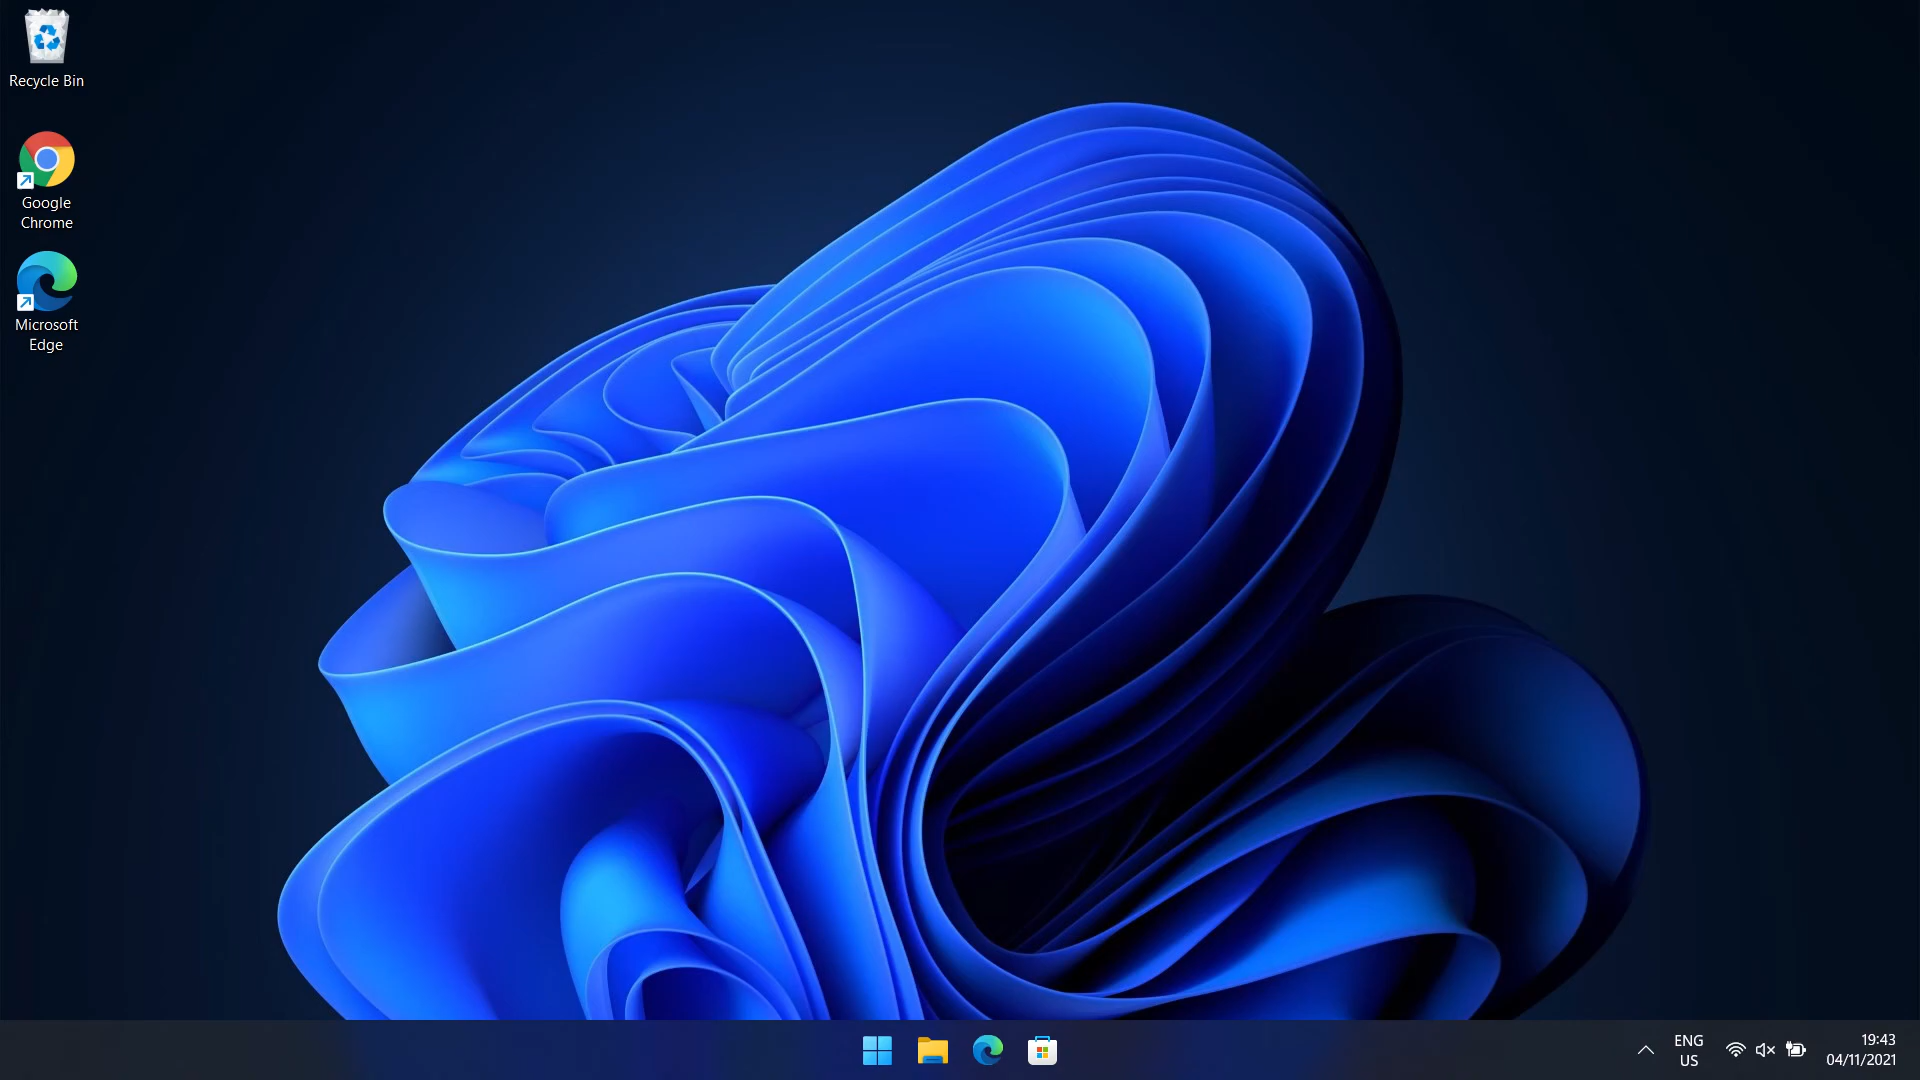 Recycle Bin
Google
Chrome
Microsoft
Edge
ENG
US
19:43
04/11/2021